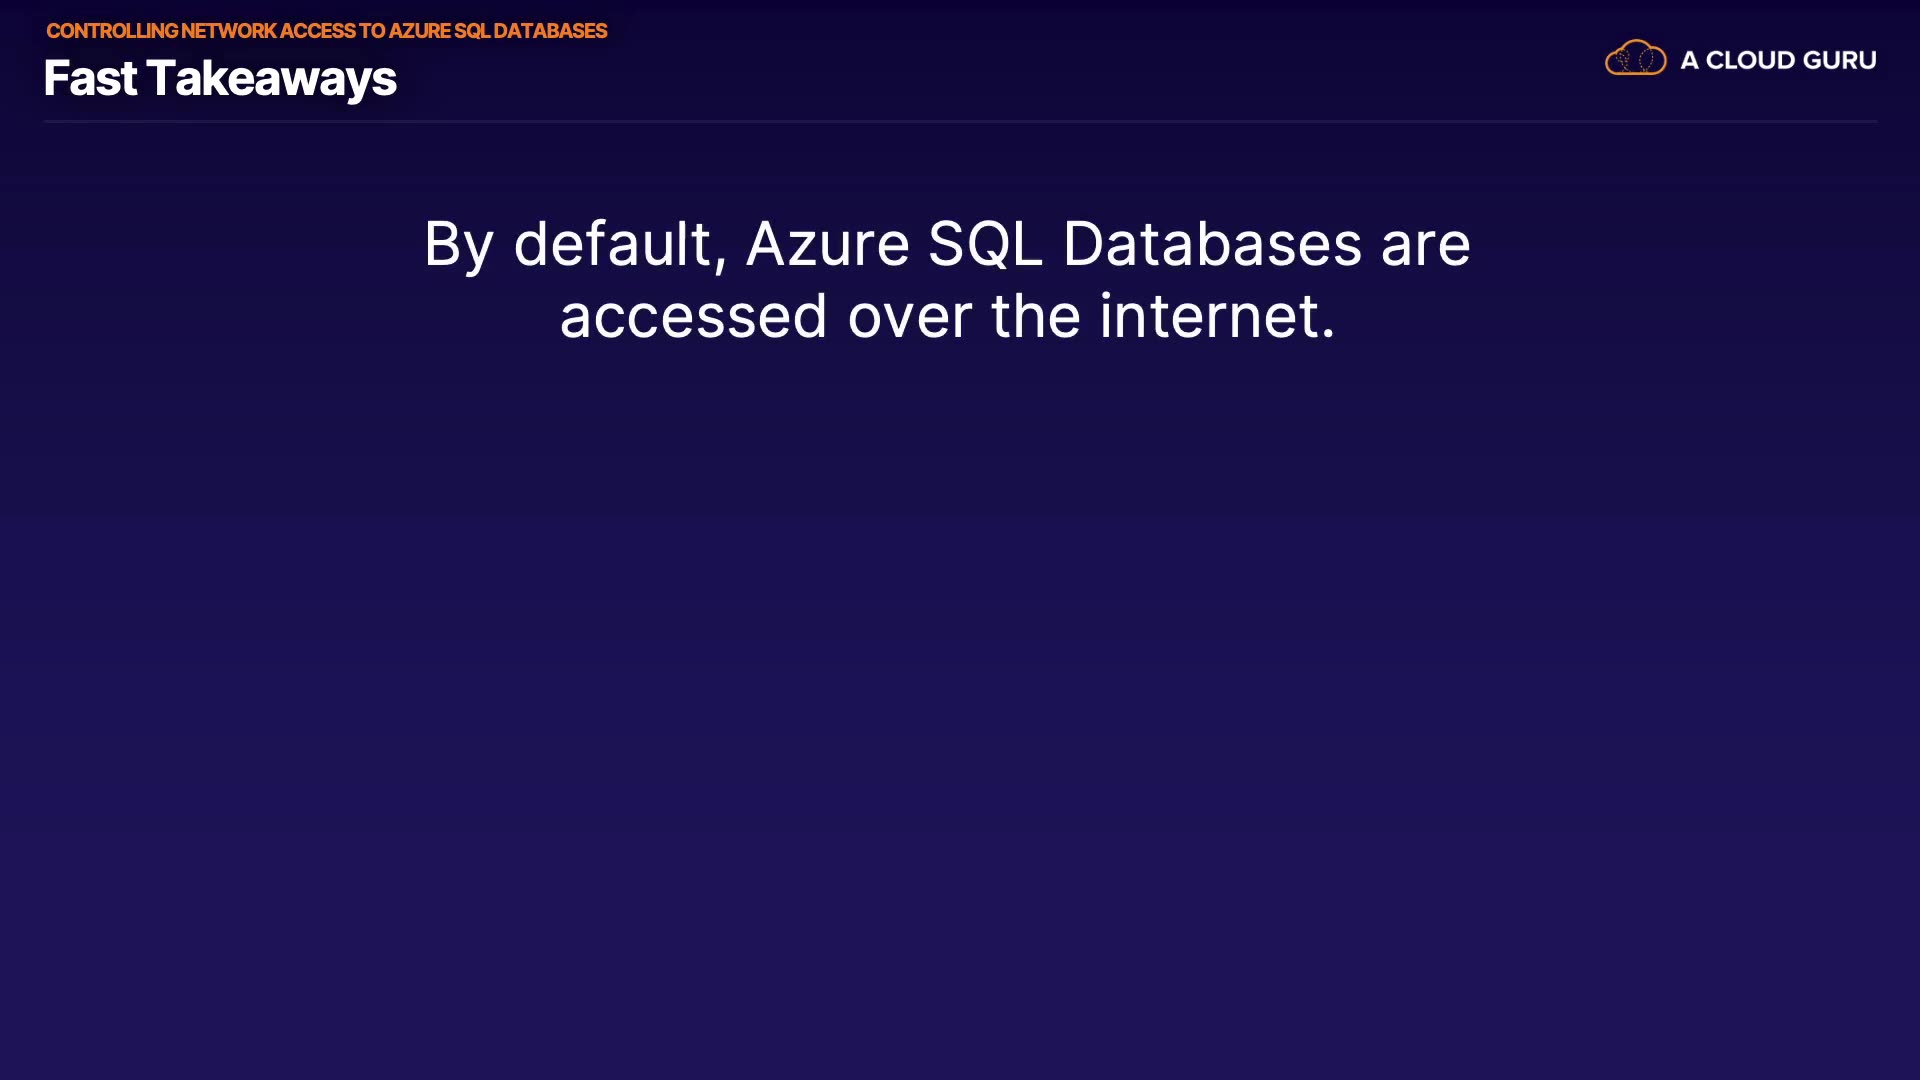 CONTROLLING NETWORK ACCESS TO AZURE SQL DATABASES
Fast Takeaways
A CLOUD GURU
By default, Azure SQL Databases are
accessed over the internet.